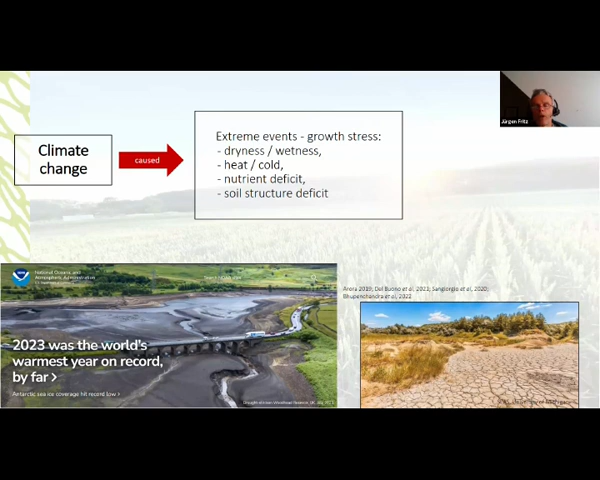 Jürgen Fritz
Climate
change
caused
Extreme events - growth stress:
- dryness / wetness,
- heat / cold,
- nutrient deficit,
- soil structure deficit
National Oceanic and
Atmospheric Administration
2023 was the world's
warmest year on record,
by far >
Antarctic sea ice coverage hit record low >
Arora 2019; Del Buono et al. 2021; Sangiorgio et al. 2020;
Bhupenchandra et al. 2022